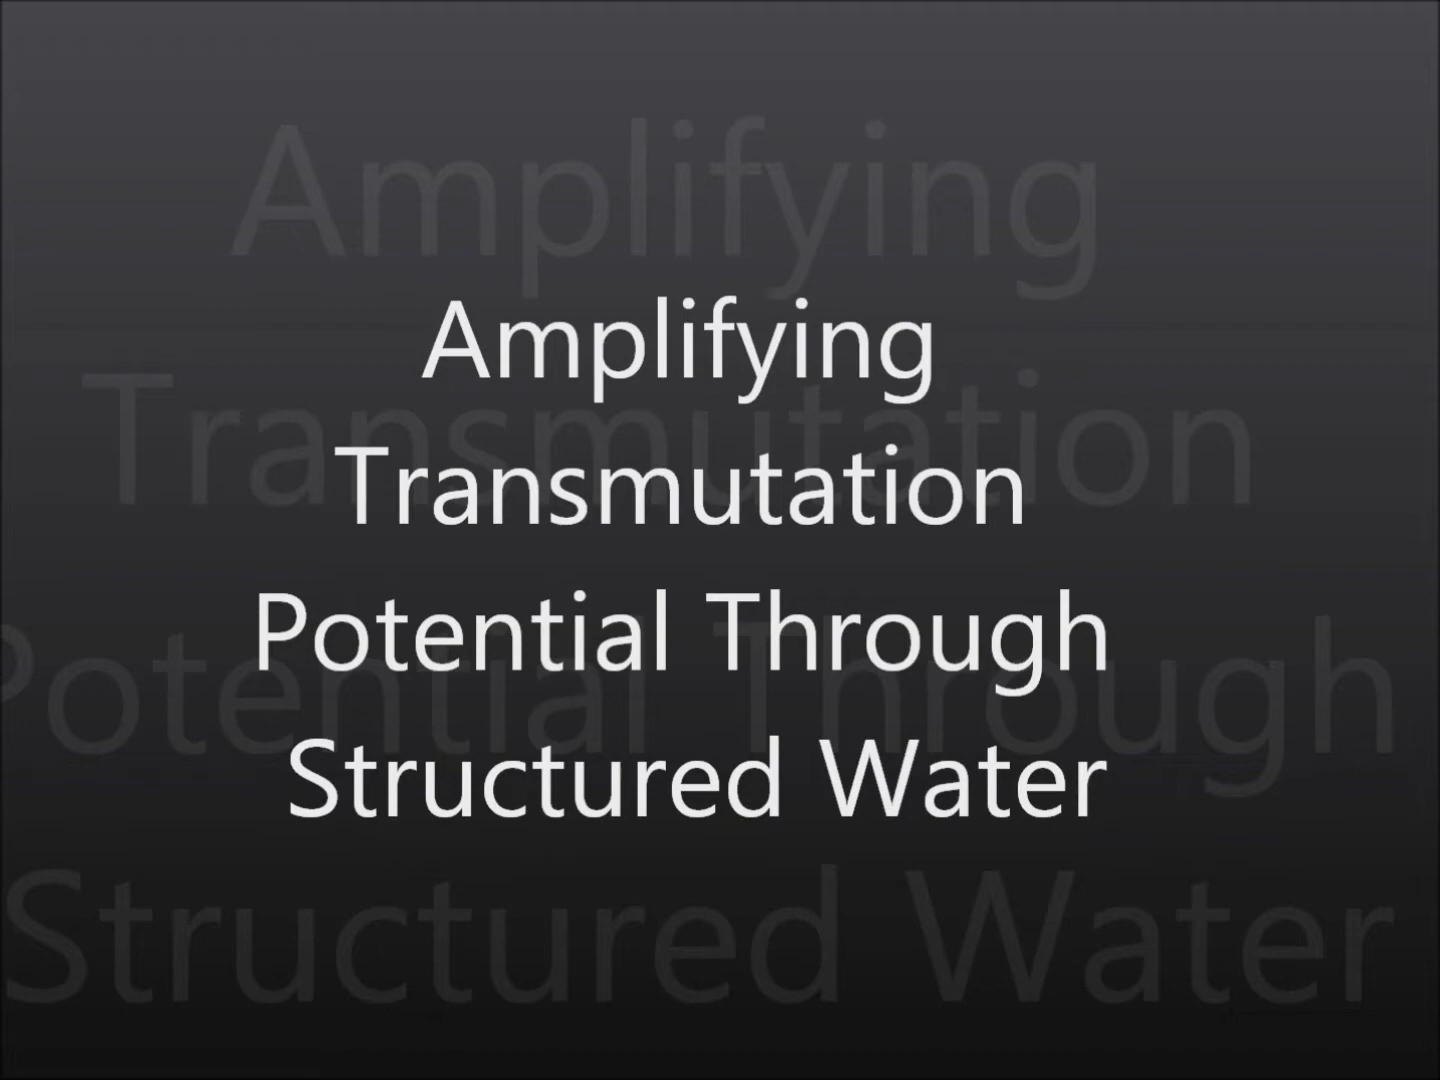 Amplifying
Transmutation
Potential Through
Structured Water